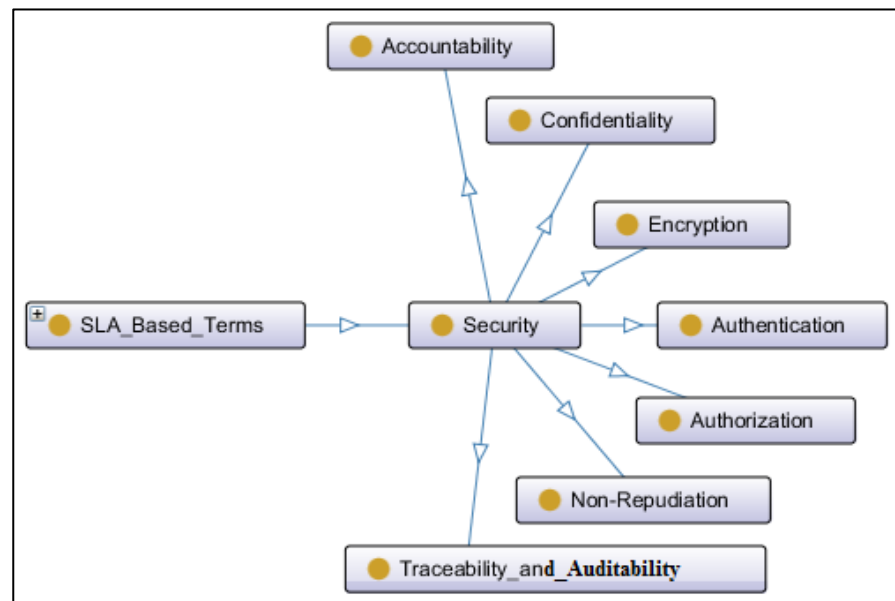 Accountability
Confidentiality
Encryption
SLA_Based_Terms
Security
Authentication
Authorization
Non-Repudiation
Traceability_and_Auditability